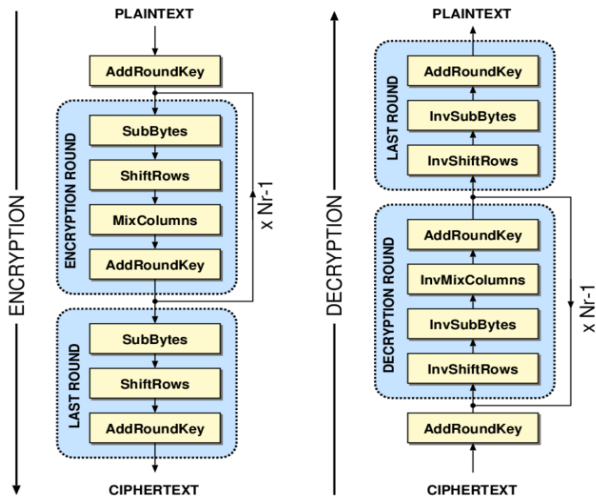 PLAINTEXT
AddRoundKey
SubBytes
ShiftRows
MixColumns
AddRoundKey
ENCRYPTION ROUND
x Nr-1
SubBytes
ShiftRows
AddRoundKey
LAST ROUND
CIPHERTEXT
ENCRYPTION
PLAINTEXT
AddRoundKey
InvSubBytes
InvShiftRows
LAST ROUND
AddRoundKey
InvMixColumns
InvSubBytes
InvShiftRows
DECRYPTION ROUND
x Nr-1
AddRoundKey
CIPHERTEXT
DECRYPTION